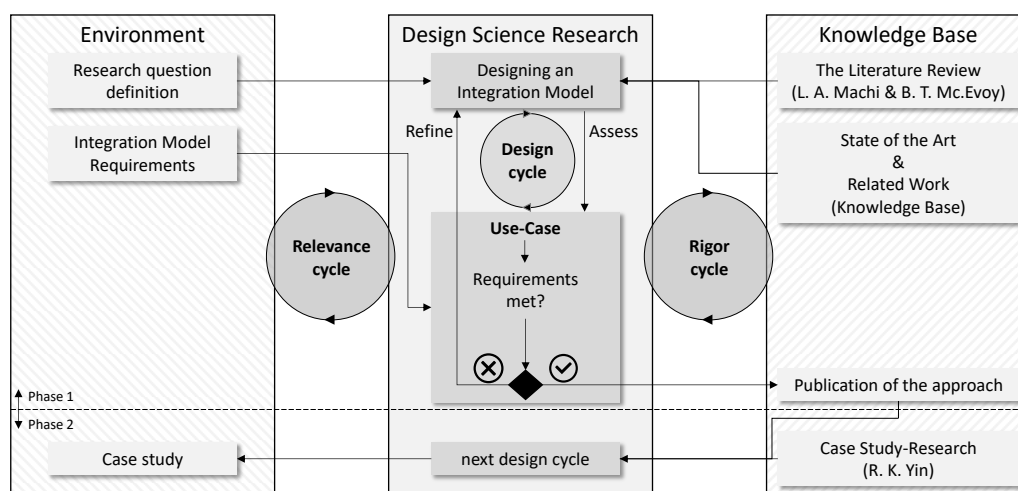 Environment
Research question
definition
Integration Model
Requirements
Relevance
cycle
Phase 1
Phase 2
Case study
Design Science Research
Designing an
Integration Model
Refine
Assess
Design
cycle
Use-Case
Requirements
met?
next design cycle
Rigor
cycle
Knowledge Base
The Literature Review
(L. A. Machi & B. T. Mc.Evoy)
State of the Art
&
Related Work
(Knowledge Base)
Publication of the approach
Case Study-Research
(R. K. Yin)